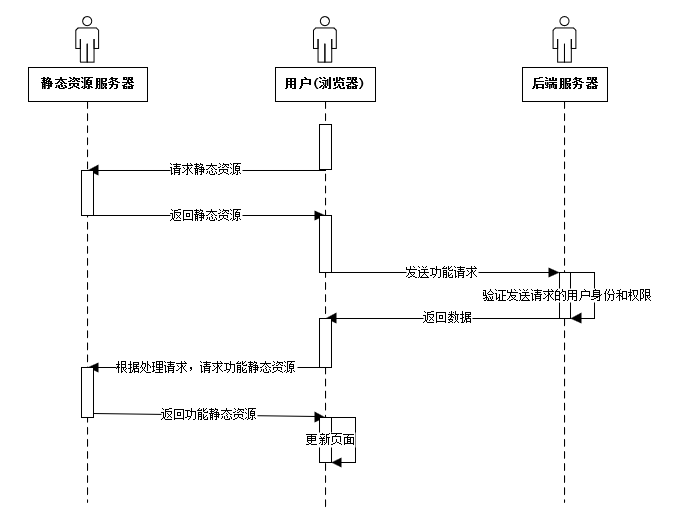 静态资源服务器
用户(浏览器)
后端服务器
请求静态资源
返回静态资源
发送功能请求
验证发送请求的用户身份和权限
返回数据
根据处理请求，请求功能静态资源
返回功能静态资源
更新页面